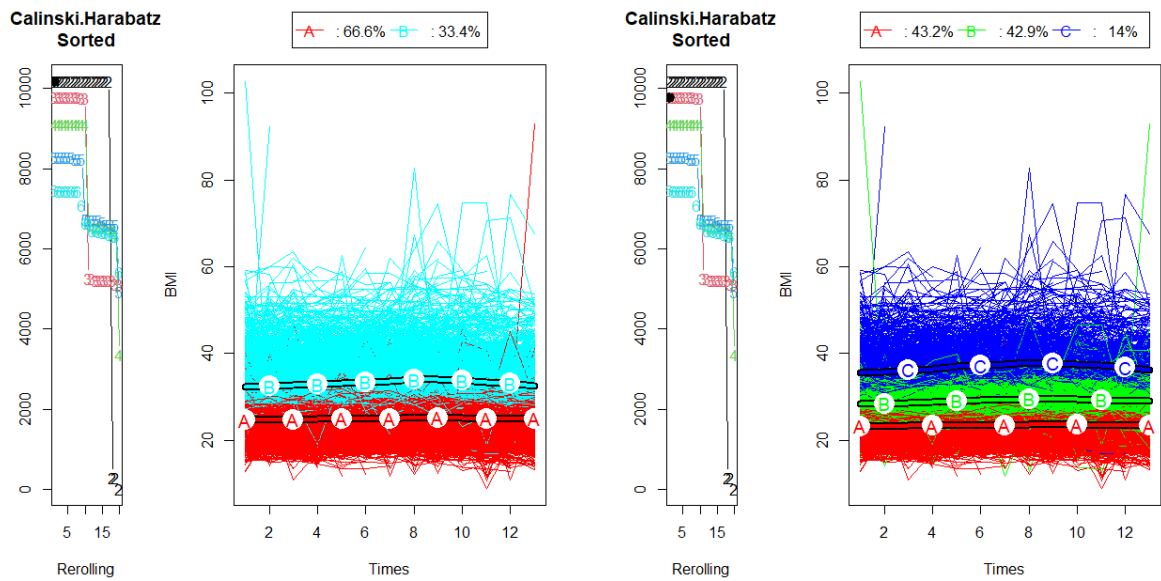 Calinski.Harabatz
Sorted
0 2000 4000 6000 8000 10000
5 15
Rerolling
A : 66.6% B : 33.4%
BMI
20 40 60 80 100
2 4 6 8 10 12
Times
A A A A A A A
B B B B B B
Calinski.Harabatz
Sorted
0 2000 4000 6000 8000 10000
5 15
Rerolling
A : 43.2% B : 42.9% C : 14%
BMI
20 40 60 80 100
2 4 6 8 10 12
Times
C C C C
B B B B
A A A A A